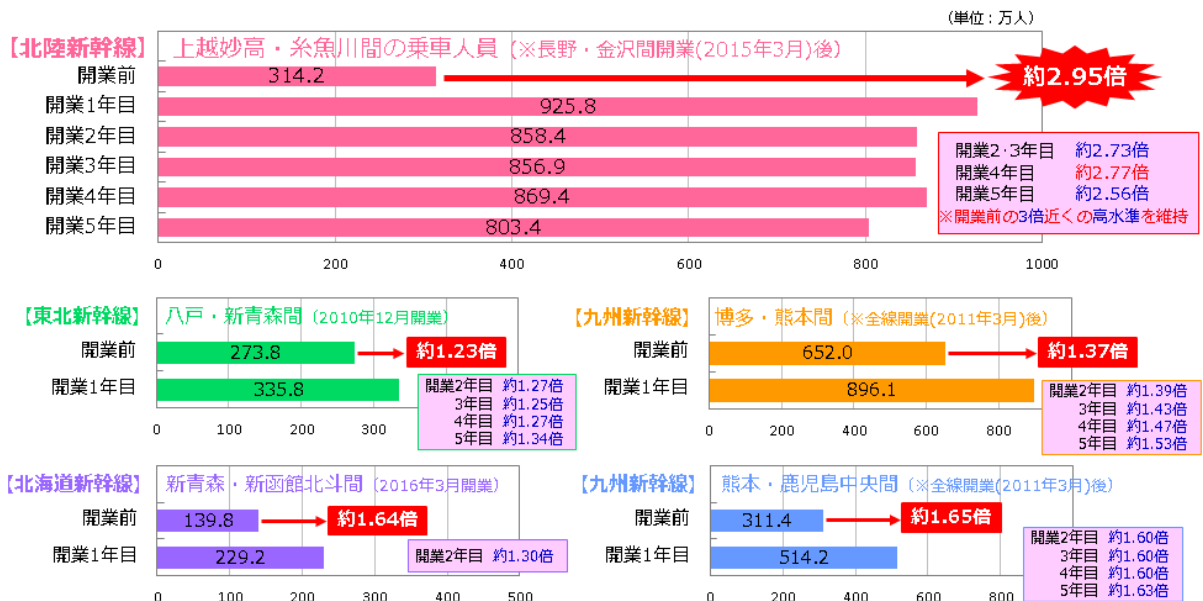 (単位：万人)
【北陸新幹線】 上越妙高・糸魚川間の乗車人員（※長野・金沢間開業(2015年3月)後）
開業前 314.2 約2.95倍
開業1年目 925.8
開業2年目 858.4
開業3年目 856.9
開業4年目 869.4
開業5年目 803.4
開業2・3年目 約2.73倍
開業4年目 約2.77倍
開業5年目 約2.56倍
※開業前の3倍近くの高水準を維持
0 200 400 600 800 1000
【東北新幹線】 八戸・新青森間（2010年12月開業）
開業前 273.8 約1.23倍
開業1年目 335.8
開業2年目 約1.27倍
3年目 約1.25倍
4年目 約1.27倍
5年目 約1.34倍
0 100 200 300
【九州新幹線】 博多・熊本間（※全線開業(2011年3月)後）
開業前 652.0 約1.37倍
開業1年目 896.1
開業2年目 約1.39倍
3年目 約1.43倍
4年目 約1.47倍
5年目 約1.53倍
0 200 400 600 800
【北海道新幹線】 新青森・新函館北斗間（2016年3月開業）
開業前 139.8 約1.64倍
開業1年目 229.2
開業2年目 約1.30倍
0 100 200 300 400 500
【九州新幹線】 熊本・鹿児島中央間（※全線開業(2011年3月)後）
開業前 311.4 約1.65倍
開業1年目 514.2
開業2年目 約1.60倍
3年目 約1.60倍
4年目 約1.60倍
5年目 約1.63倍
0 200 400 600 800